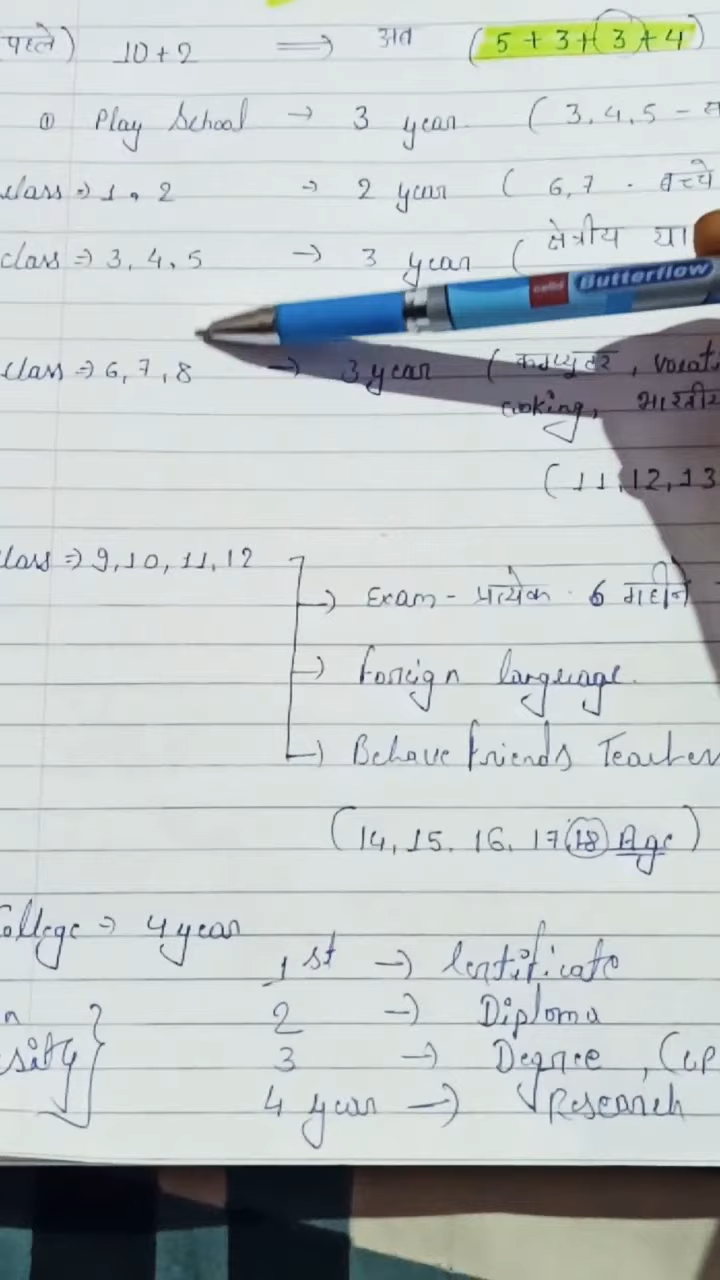 पहले) 10+2 ⟹ अब (5+3+(3)+4)
① Play School → 3 year (3,4,5 -
class ⇒ 1, 2 → 2 year (6,7 - बच्चे
class ⇒ 3,4,5 → 3 year (क्षेत्रीय या
cello Butterflow
class ⇒ 6,7,8 → 3 year (कम्प्यूटर, vocat
cooking, भारतीय
(11,12,13
class ⇒ 9,10,11,12
→ Exam - प्रत्येक 6 महीने
→ Foreign language.
→ Behave friends Teacher
(14, 15. 16, 17 18 Age)
College ⇒ 4 year
1st → Certificate
2 → Diploma
sity} 3 → Degree, (UP
4 year → Research